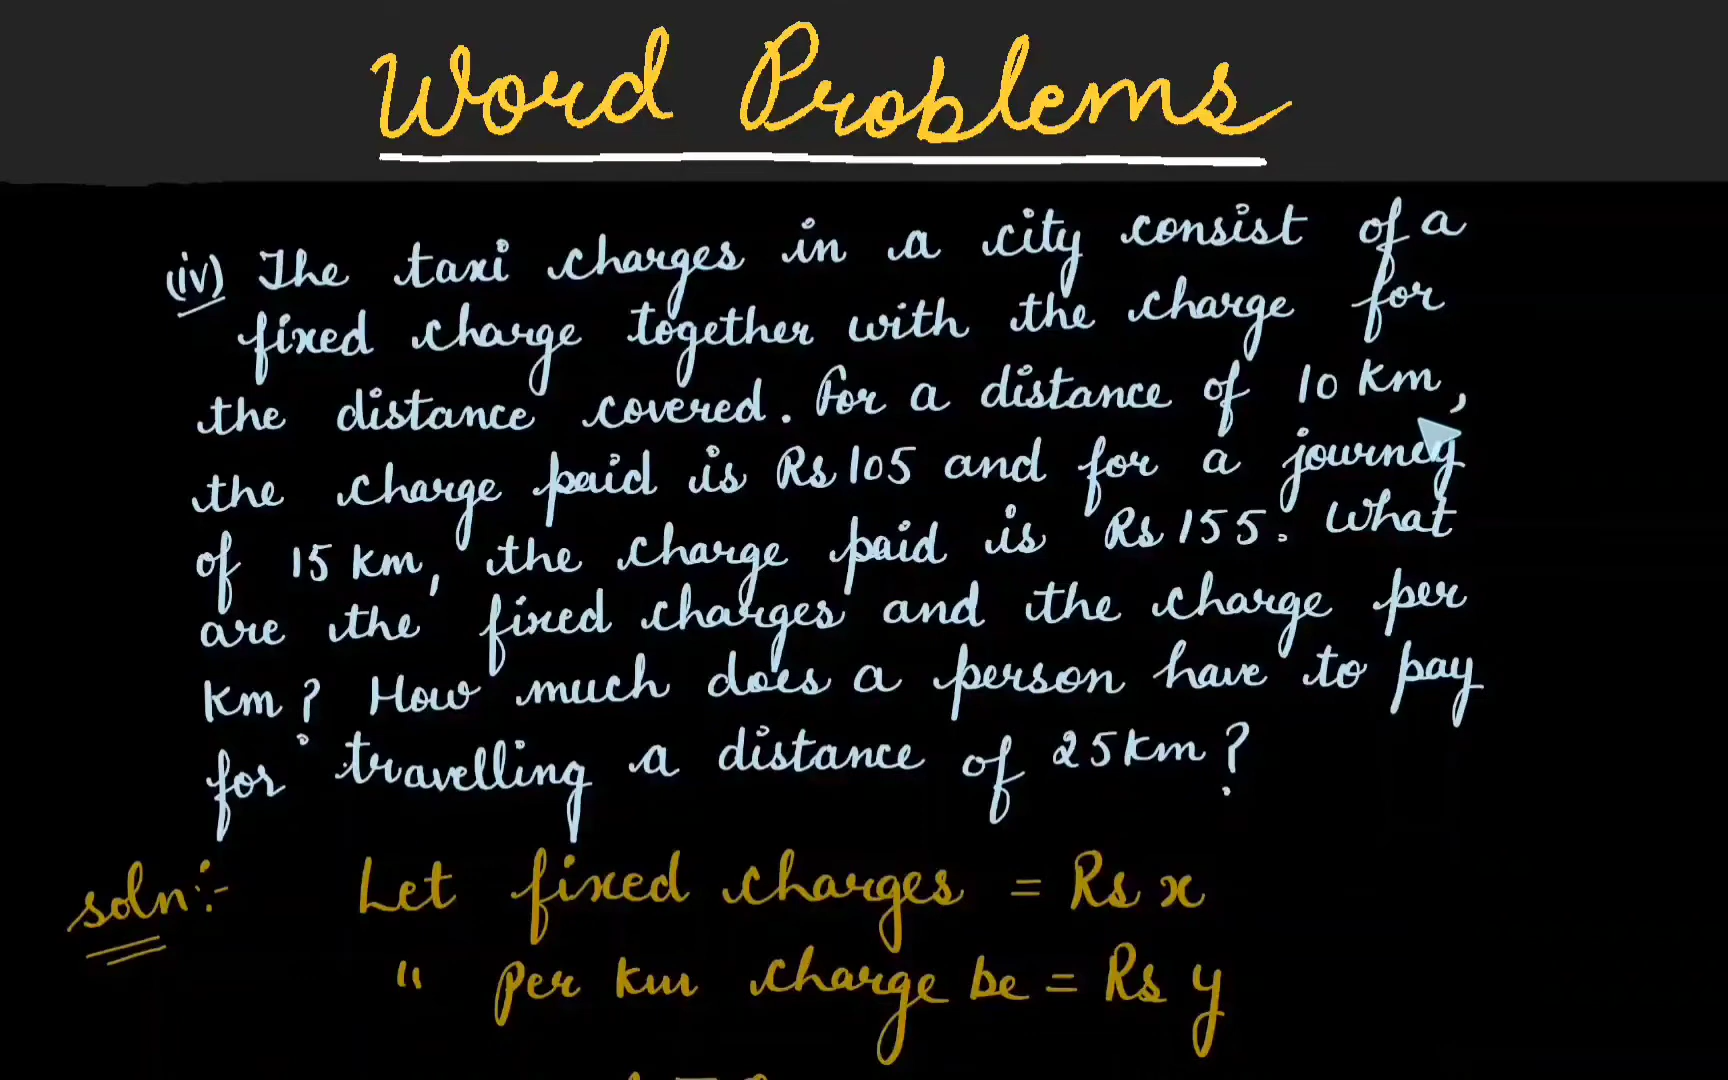 Word Problems
(iv) The taxi charges in a city consist of a
fixed charge together with the charge for
the distance covered. For a distance of 10 km,
the charge paid is Rs 105 and for a journey
of 15 km, the charge paid is Rs 155. What
are the fixed charges and the charge per
km? How much does a person have to pay
for travelling a distance of 25 km?
soln:- Let fixed charges = Rs x
" per km charge be = Rs y